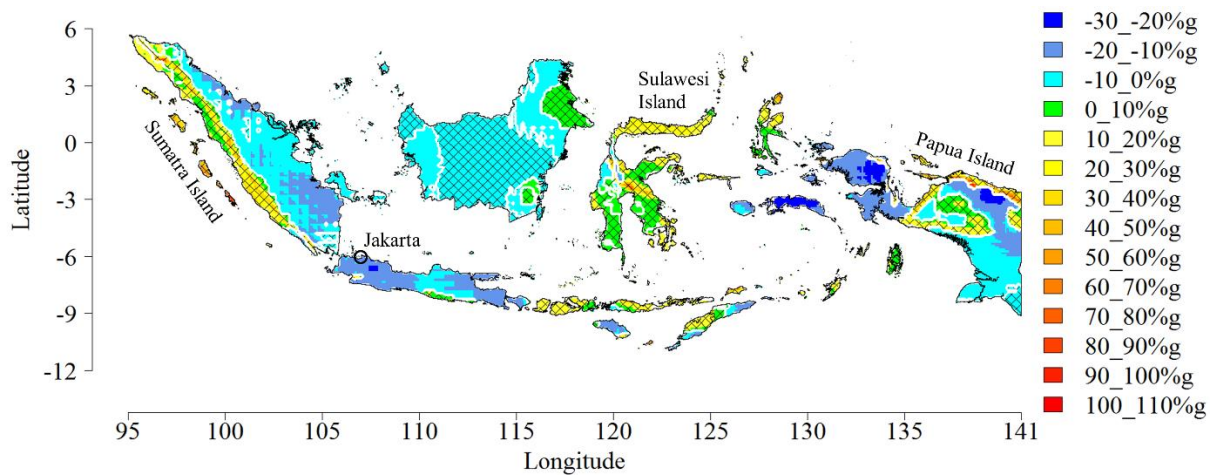 6
3
0
-3
-6
-9
-12
Latitude
Sumatra Island
Jakarta
Sulawesi
Island
Papua Island
95
100
105
110
115
120
125
130
135
141
Longitude
-30_-20%g
-20_-10%g
-10_0%g
0_10%g
10_20%g
20_30%g
30_40%g
40_50%g
50_60%g
60_70%g
70_80%g
80_90%g
90_100%g
100_110%g